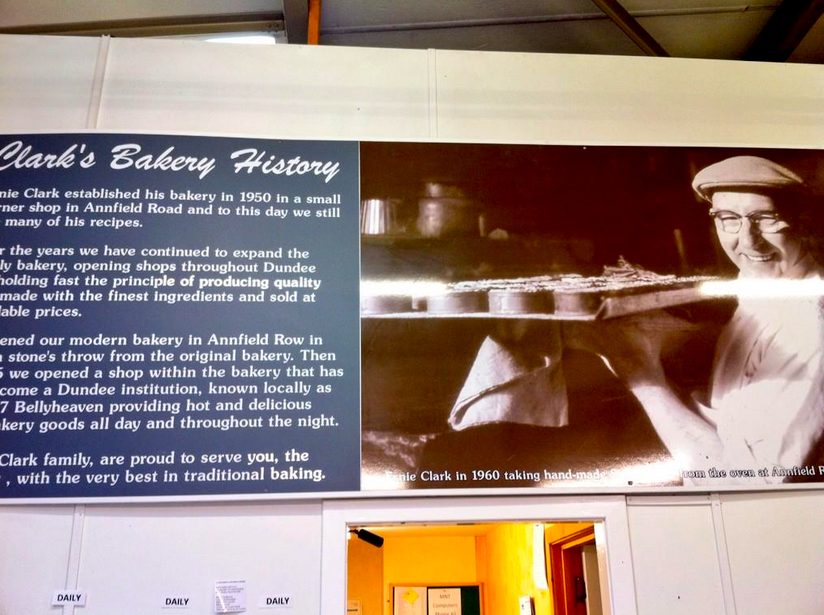 Clark's Bakery History
nie Clark established his bakery in 1950 in a small
ner shop in Annfield Road and to this day we still
many of his recipes.
r the years we have continued to expand the
ly bakery, opening shops throughout Dundee
holding fast the principle of producing quality
made with the finest ingredients and sold at
dable prices.
ened our modern bakery in Annfield Row in
stone's throw from the original bakery. Then
5 we opened a shop within the bakery that has
come a Dundee institution, known locally as
7 Bellyheaven providing hot and delicious
kery goods all day and throughout the night.
Clark family, are proud to serve you, the
, with the very best in traditional baking.
Ernie Clark in 1960 taking hand-made from the oven at Annfield R
DAILY
DAILY
DAILY